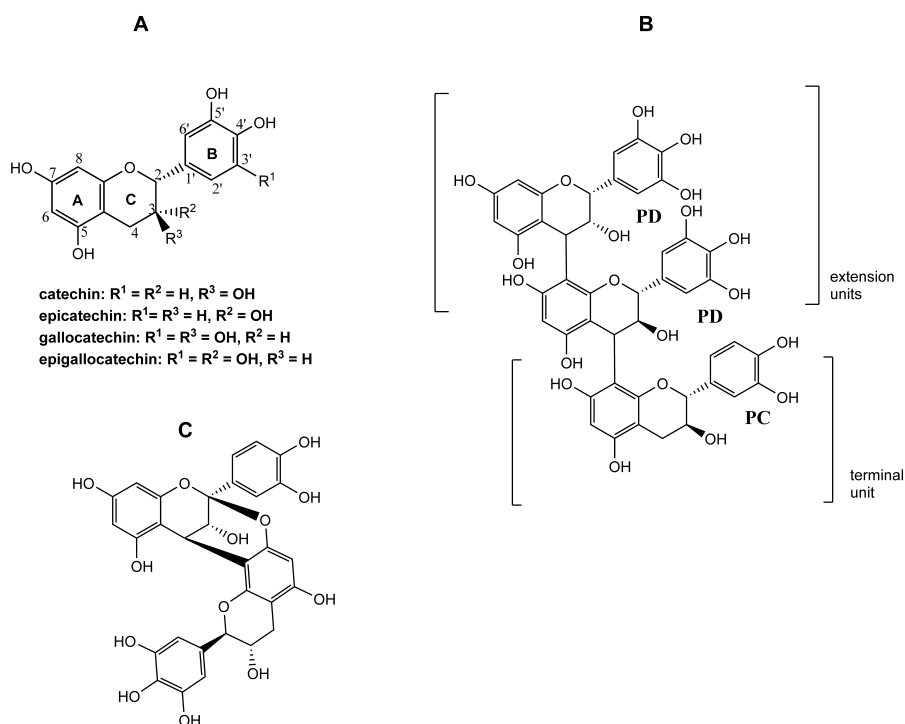 A
B
OH
5'
4'
OH
6'
B
3'
1'
2'
R¹
8
O
2
HO
7
A
C
3
R²
6
5
4
R³
OH
catechin: R¹ = R² = H, R³ = OH
epicatechin: R¹= R³ = H, R² = OH
gallocatechin: R¹ = R³ = OH, R² = H
epigallocatechin: R¹ = R² = OH, R³ = H
OH
OH
HO
O
OH
PD
OH
OH
OH
OH
HO
O
OH
PD
OH
OH
extension
units
OH
HO
O
OH
PC
OH
OH
terminal
unit
C
OH
OH
HO
O
O
OH
OH
O
OH
HO
HO
OH
OH